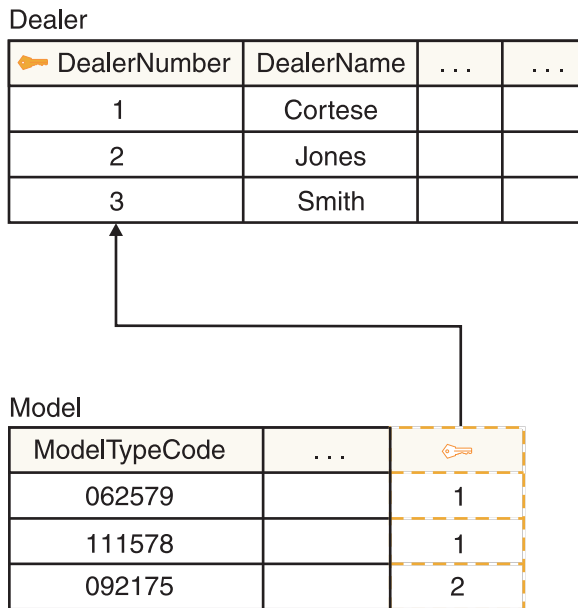 Dealer
DealerNumber DealerName ... ...
1 Cortese
2 Jones
3 Smith
Model
ModelTypeCode ...
062579 1
111578 1
092175 2